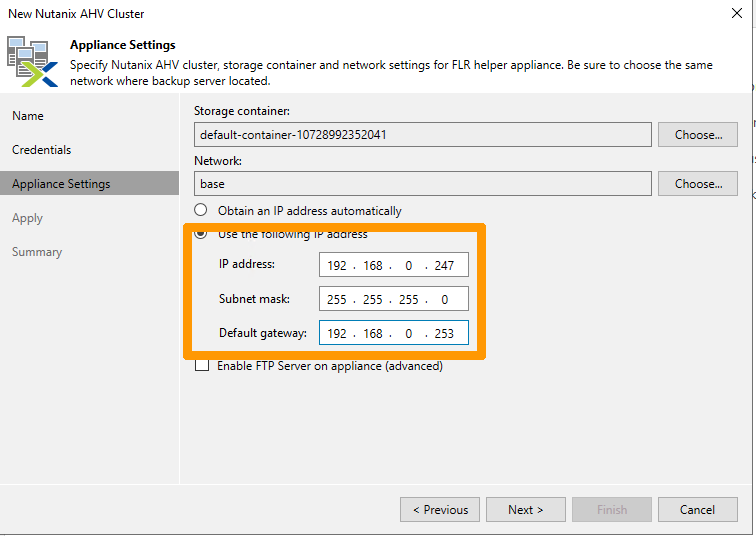 New Nutanix AHV Cluster
Appliance Settings
Specify Nutanix AHV cluster, storage container and network settings for FLR helper appliance. Be sure to choose the same
network where backup server located.
Name
Credentials
Appliance Settings
Apply
Summary
Storage container:
default-container-10728992352041
Choose...
Network:
base
Choose...
Obtain an IP address automatically
Use the following IP address
IP address:
192 . 168 . 0 . 247
Subnet mask:
255 . 255 . 255 . 0
Default gateway:
192 . 168 . 0 . 253
Enable FTP Server on appliance (advanced)
< Previous
Next >
Finish
Cancel